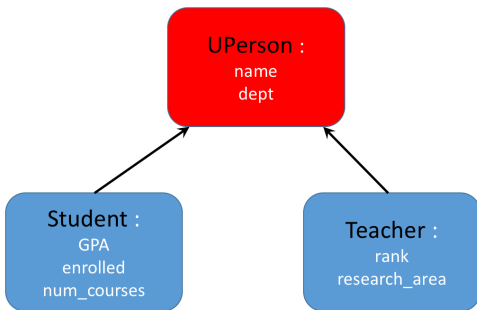 UPerson :
name
dept
Student :
GPA
enrolled
num_courses
Teacher :
rank
research_area